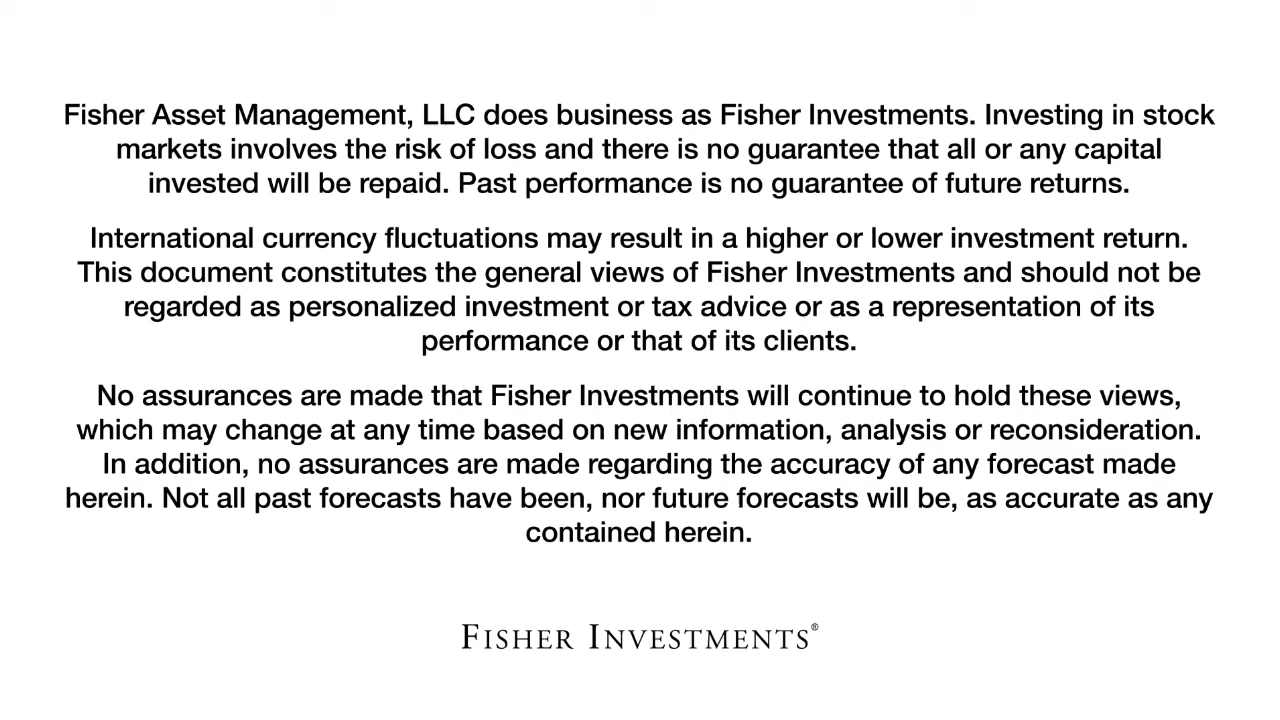 Fisher Asset Management, LLC does business as Fisher Investments. Investing in stock
markets involves the risk of loss and there is no guarantee that all or any capital
invested will be repaid. Past performance is no guarantee of future returns.
International currency fluctuations may result in a higher or lower investment return.
This document constitutes the general views of Fisher Investments and should not be
regarded as personalized investment or tax advice or as a representation of its
performance or that of its clients.
No assurances are made that Fisher Investments will continue to hold these views,
which may change at any time based on new information, analysis or reconsideration.
In addition, no assurances are made regarding the accuracy of any forecast made
herein. Not all past forecasts have been, nor future forecasts will be, as accurate as any
contained herein.
FISHER INVESTMENTS®